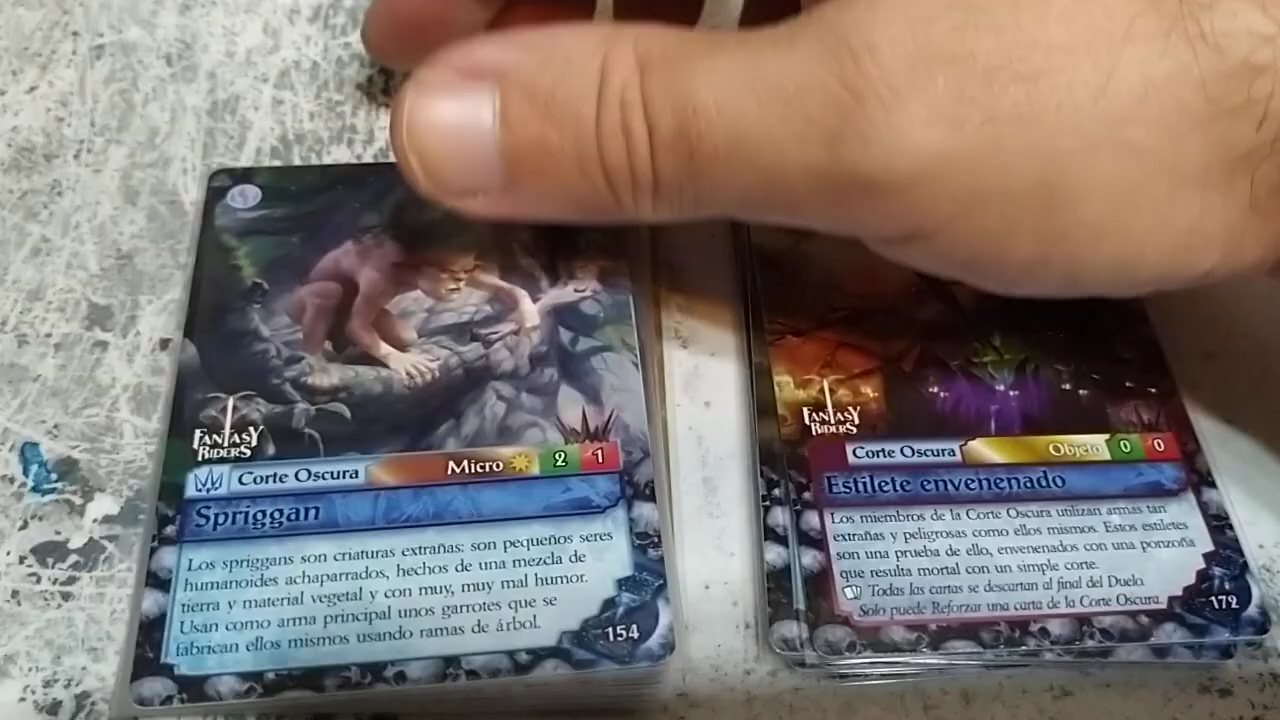 FANTASY
RIDERS
Corte Oscura
Micro 2 1
Spriggan
Los spriggans son criaturas extrañas: son pequeños seres
humanoides achaparrados, hechos de una mezcla de
tierra y material vegetal y con muy, muy mal humor.
Usan como arma principal unos garrotes que se
fabrican ellos mismos usando ramas de árbol.
154
FANTASY
RIDERS
Corte Oscura
Objeto 0 0
Estilete envenenado
Los miembros de la Corte Oscura utilizan armas tan
extrañas y peligrosas como ellos mismos. Estos estiletes
son una prueba de ello, envenenados con una ponzoña
que resulta mortal con un simple corte.
Todas las cartas se descartan al final del Duelo.
Solo puede Reforzar una carta de la Corte Oscura.
172